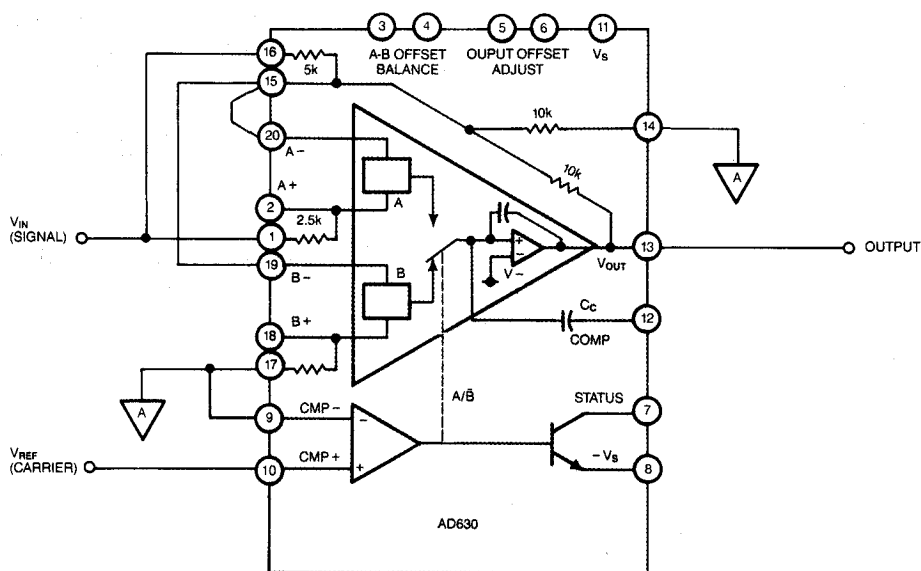 3 4 5 6 11
A-B OFFSET BALANCE
OUPUT OFFSET ADJUST
Vs
16
5k
15
10k
14
A
20
A−
10k
A
A+
2
2.5k
VIN
(SIGNAL)
1
19
B−
B
+
−
V−
VOUT
13
OUTPUT
B+
18
Cc
COMP
12
17
A
A/B̄
STATUS
7
9
CMP−
−
−Vs
8
VREF
(CARRIER)
10
CMP+
+
AD630